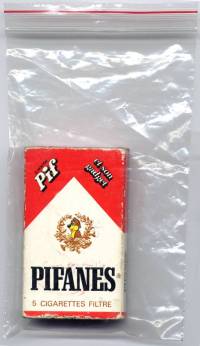 Pif
et son
gadget
PIFANES
5 CIGARETTES FILTRE